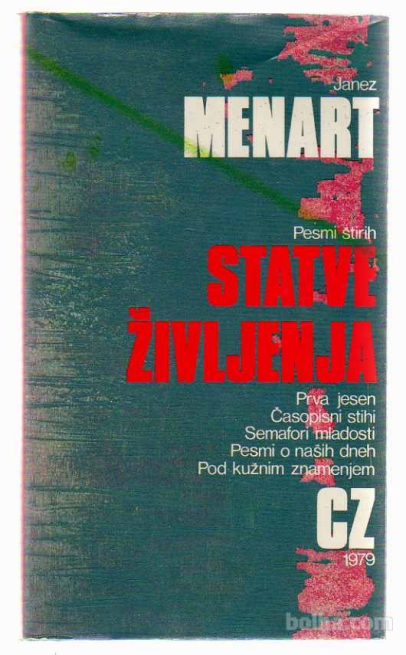 Janez
MENART
Pesmi štirih
STATVE
ŽIVLJENJA
Prva jesen
Časopisni stihi
Semafori mladosti
Pesmi o naših dneh
Pod kužnim znamenjem
CZ
1979
bolha.com